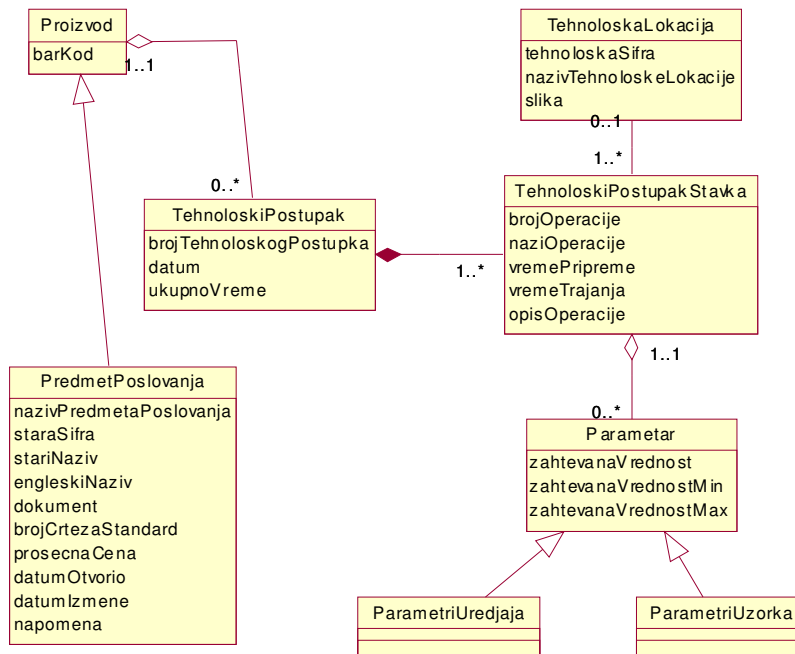 Proizvod
barKod
1..1
0..*
TehnoloskaLokacija
tehnoloskaSifra
nazivTehnoloskeLokacije
slika
0..1
1..*
TehnoloskiPostupak
brojTehnoloskogPostupka
datum
ukupnoVreme
1..*
TehnoloskiPostupakStavka
brojOperacije
naziOperacije
vremePripreme
vremeTrajanja
opisOperacije
1..1
0..*
PredmetPoslovanja
nazivPredmetaPoslovanja
staraSifra
stariNaziv
engleskiNaziv
dokument
brojCrtezaStandard
prosecnaCena
datumOtvorio
datumIzmene
napomena
Parametar
zahtevanaVrednost
zahtevanaVrednostMin
zahtevanaVrednostMax
ParametriUredjaja
ParametriUzorka